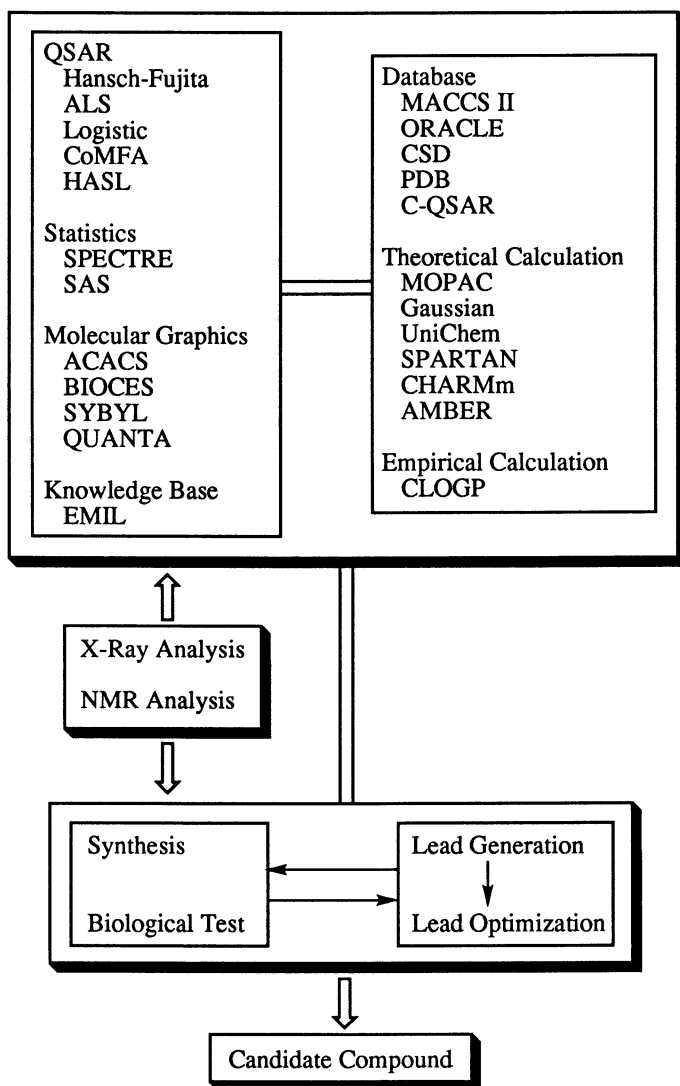 QSAR
Hansch-Fujita
ALS
Logistic
CoMFA
HASL
Statistics
SPECTRE
SAS
Molecular Graphics
ACACS
BIOCES
SYBYL
QUANTA
Knowledge Base
EMIL
Database
MACCS II
ORACLE
CSD
PDB
C-QSAR
Theoretical Calculation
MOPAC
Gaussian
UniChem
SPARTAN
CHARMm
AMBER
Empirical Calculation
CLOGP
X-Ray Analysis
NMR Analysis
Synthesis
Biological Test
Lead Generation
Lead Optimization
Candidate Compound